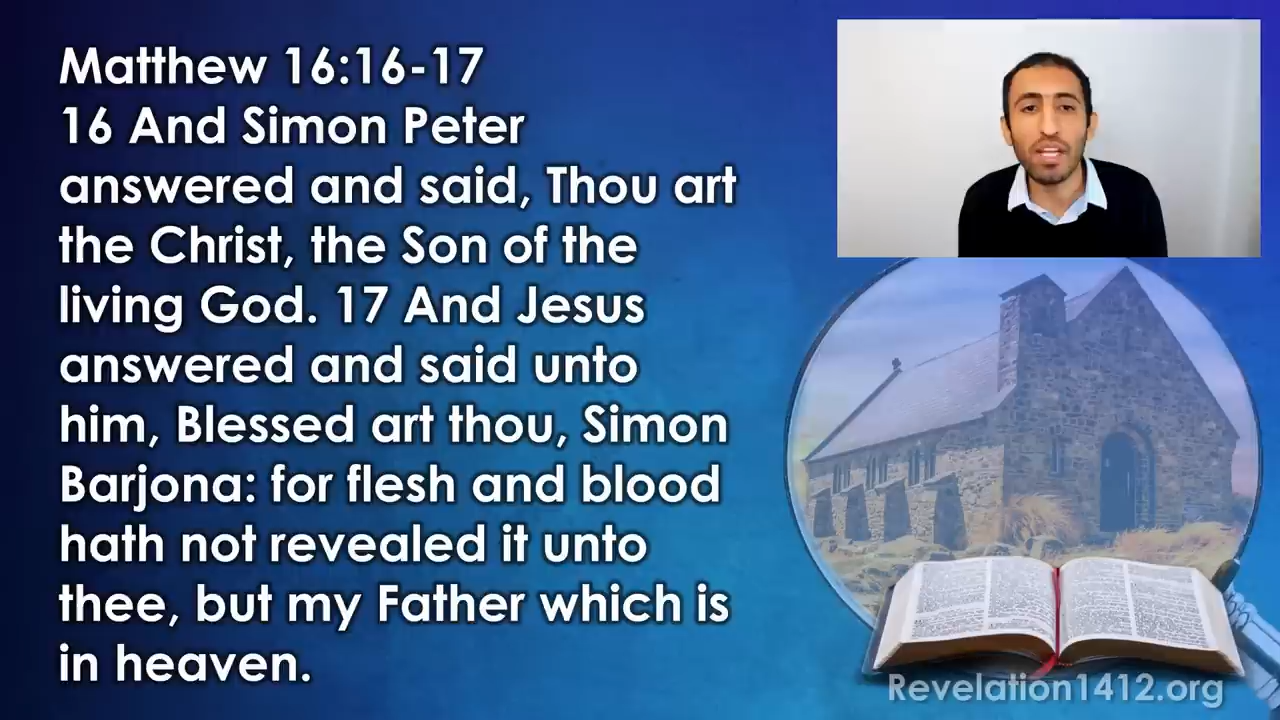 Matthew 16:16-17
16 And Simon Peter
answered and said, Thou art
the Christ, the Son of the
living God. 17 And Jesus
answered and said unto
him, Blessed art thou, Simon
Barjona: for flesh and blood
hath not revealed it unto
thee, but my Father which is
in heaven.
Revelation1412.org